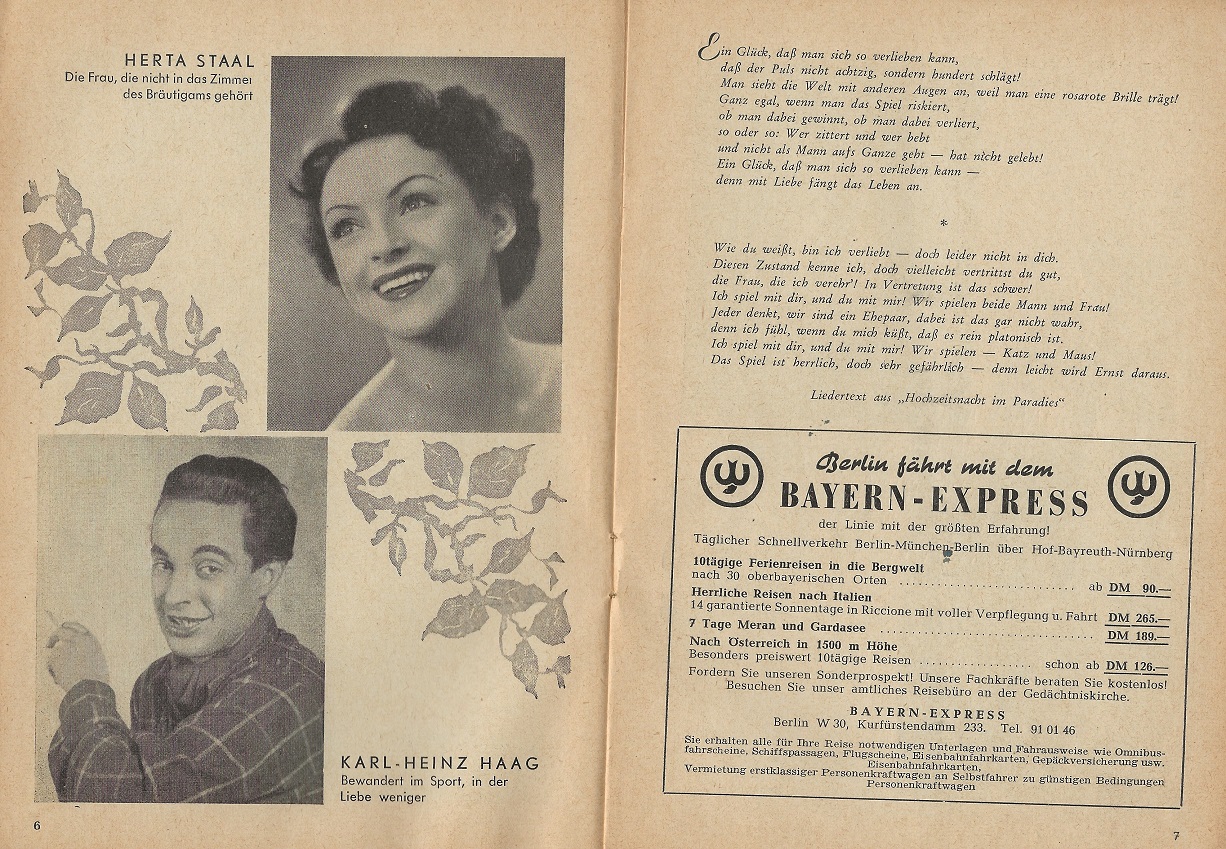 HERTA STAAL
Die Frau, die nicht in das Zimmer
des Bräutigams gehört
KARL-HEINZ HAAG
Bewandert im Sport, in der
Liebe weniger
6
Ein Glück, daß man sich so verlieben kann,
daß der Puls nicht achtzig, sondern hundert schlägt!
Man sieht die Welt mit anderen Augen an, weil man eine rosarote Brille trägt!
Ganz egal, wenn man das Spiel riskiert,
ob man dabei gewinnt, ob man dabei verliert,
so oder so: Wer zittert und wer bebt
und nicht als Mann aufs Ganze geht — hat nicht gelebt!
Ein Glück, daß man sich so verlieben kann —
denn mit Liebe fängt das Leben an.
*
Wie du weißt, bin ich verliebt — doch leider nicht in dich.
Diesen Zustand kenne ich, doch vielleicht vertrittst du gut,
die Frau, die ich verehr'! In Vertretung ist das schwer!
Ich spiel mit dir, und du mit mir! Wir spielen beide Mann und Frau!
Jeder denkt, wir sind ein Ehepaar, dabei ist das gar nicht wahr,
denn ich fühl, wenn du mich küßt, daß es rein platonisch ist.
Ich spiel mit dir, und du mit mir! Wir spielen — Katz und Maus!
Das Spiel ist herrlich, doch sehr gefährlich — denn leicht wird Ernst daraus.
Liedertext aus „Hochzeitsnacht im Paradies"
Berlin fährt mit dem
BAYERN-EXPRESS
der Linie mit der größten Erfahrung!
Täglicher Schnellverkehr Berlin-München-Berlin über Hof-Bayreuth-Nürnberg
10tägige Ferienreisen in die Bergwelt
nach 30 oberbayerischen Orten ............................ ab DM 90.—
Herrliche Reisen nach Italien
14 garantierte Sonnentage in Riccione mit voller Verpflegung u. Fahrt DM 265.—
7 Tage Meran und Gardasee .................................... DM 189.—
Nach Österreich in 1500 m Höhe
Besonders preiswert 10tägige Reisen .................. schon ab DM 126.—
Fordern Sie unseren Sonderprospekt! Unsere Fachkräfte beraten Sie kostenlos!
Besuchen Sie unser amtliches Reisebüro an der Gedächtniskirche.
BAYERN-EXPRESS
Berlin W 30, Kurfürstendamm 233. Tel. 91 01 46
Sie erhalten alle für Ihre Reise notwendigen Unterlagen und Fahrausweise wie Omnibus-
fahrscheine, Schiffspassagen, Flugscheine, Eisenbahnfahrkarten, Gepäckversicherung usw.
Eisenbahnfahrkarten,
Vermietung erstklassiger Personenkraftwagen an Selbstfahrer zu günstigen Bedingungen
Personenkraftwagen
7